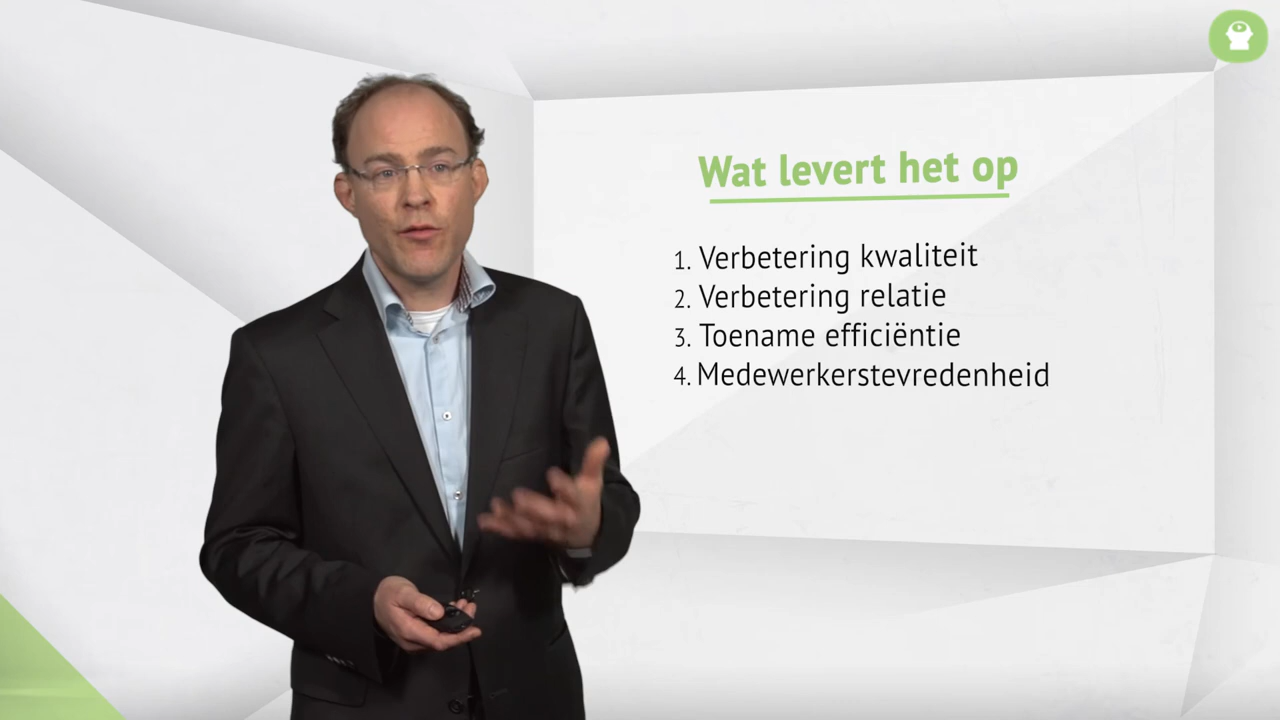 Wat levert het op
1. Verbetering kwaliteit
2. Verbetering relatie
3. Toename efficiëntie
4. Medewerkerstevredenheid